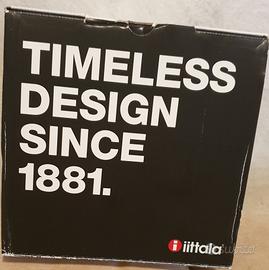 TIMELESS
DESIGN
SINCE
1881.
i iittala